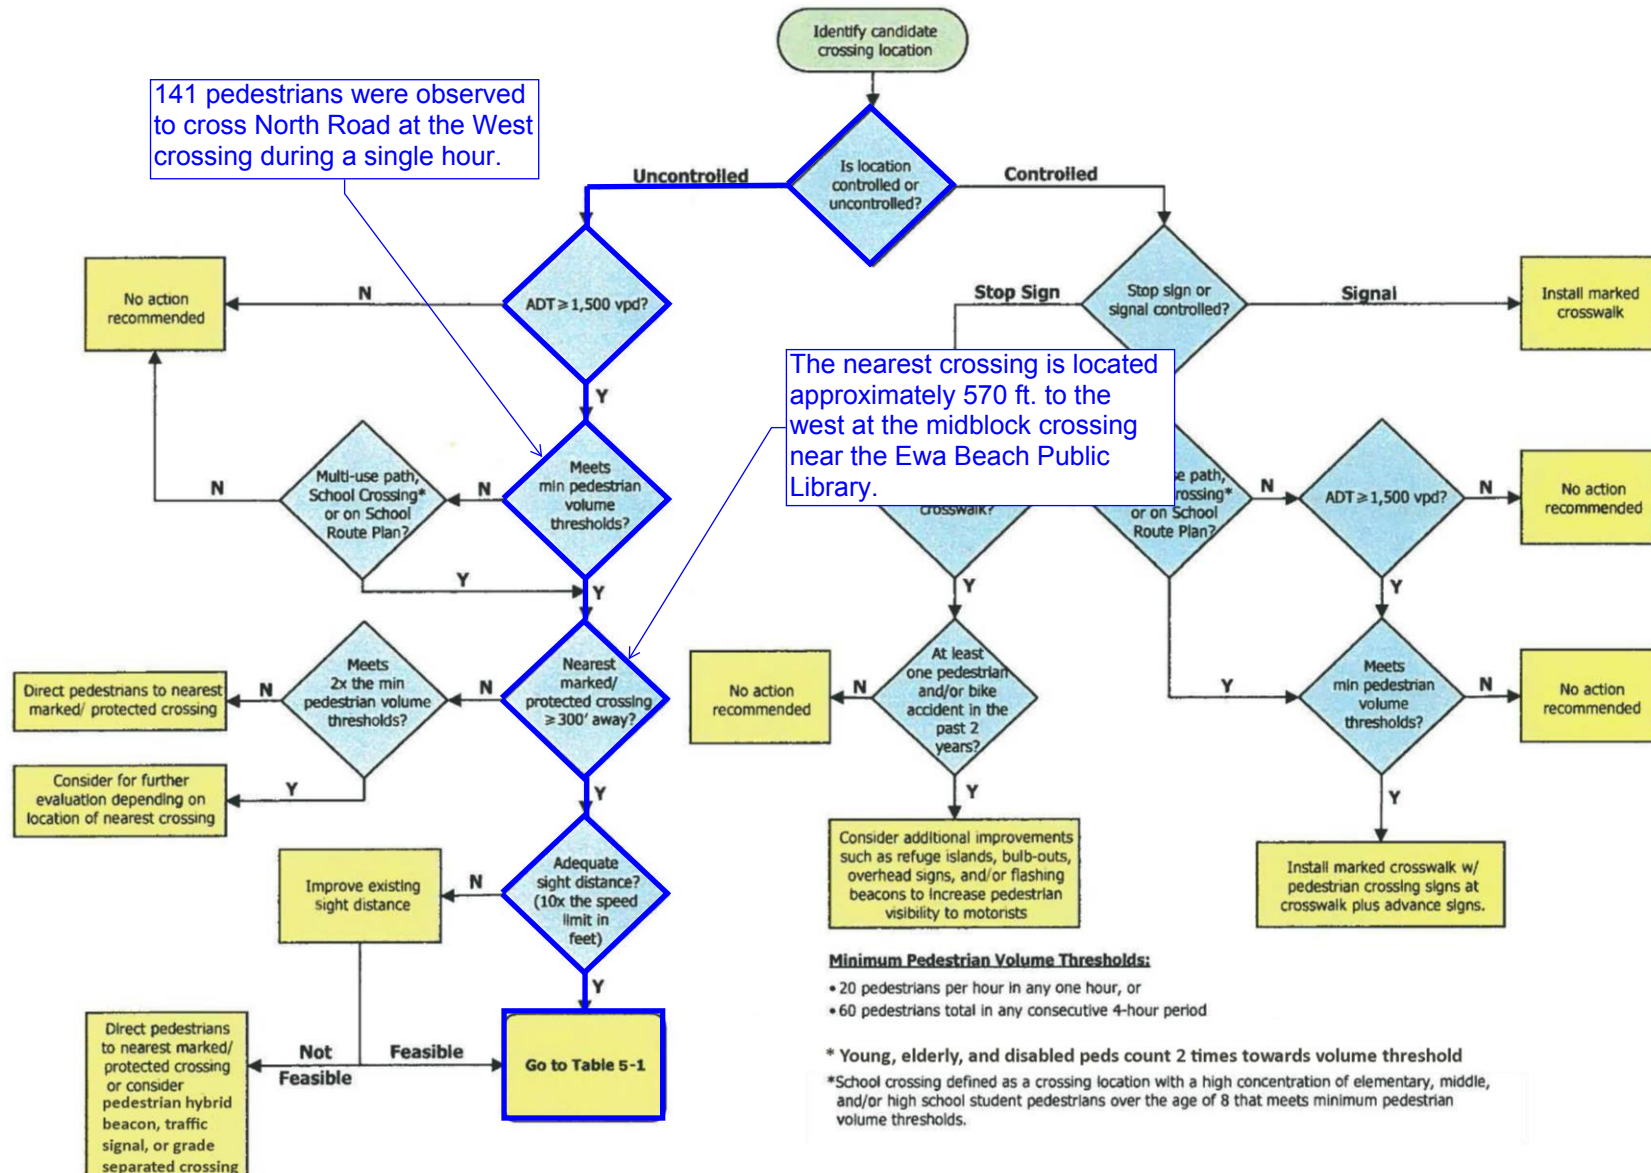 Identify candidate
crossing location
141 pedestrians were observed
to cross North Road at the West
crossing during a single hour.
Is location
controlled or
uncontrolled?
Uncontrolled
Controlled
No action
recommended
N
ADT ≥ 1,500 vpd?
Stop Sign
Stop sign or
signal controlled?
Signal
Install marked
crosswalk
Y
The nearest crossing is located
approximately 570 ft. to the
west at the midblock crossing
near the Ewa Beach Public
Library.
N
Multi-use path,
School Crossing*
or on School
Route Plan?
N
Meets
min pedestrian
volume
thresholds?
crosswalk?
se path,
rossing*
or on School
Route Plan?
N
ADT ≥ 1,500 vpd?
N
No action
recommended
Y
Y
Y
Y
Direct pedestrians to nearest
marked/ protected crossing
N
Meets
2x the min
pedestrian volume
thresholds?
N
Nearest
marked/
protected crossing
≥ 300' away?
No action
recommended
N
At least
one pedestrian
and/or bike
accident in the
past 2
years?
Y
Meets
min pedestrian
volume
thresholds?
N
No action
recommended
Consider for further
evaluation depending on
location of nearest crossing
Y
Y
Y
Y
Improve existing
sight distance
N
Adequate
sight distance?
(10x the speed
limit in
feet)
Consider additional improvements
such as refuge islands, bulb-outs,
overhead signs, and/or flashing
beacons to increase pedestrian
visibility to motorists
Install marked crosswalk w/
pedestrian crossing signs at
crosswalk plus advance signs.
Y
Direct pedestrians
to nearest marked/
protected crossing
or consider
pedestrian hybrid
beacon, traffic
signal, or grade
separated crossing
Not
Feasible
Feasible
Go to Table 5-1
Minimum Pedestrian Volume Thresholds:
• 20 pedestrians per hour in any one hour, or
• 60 pedestrians total in any consecutive 4-hour period
* Young, elderly, and disabled peds count 2 times towards volume threshold
*School crossing defined as a crossing location with a high concentration of elementary, middle,
and/or high school student pedestrians over the age of 8 that meets minimum pedestrian
volume thresholds.